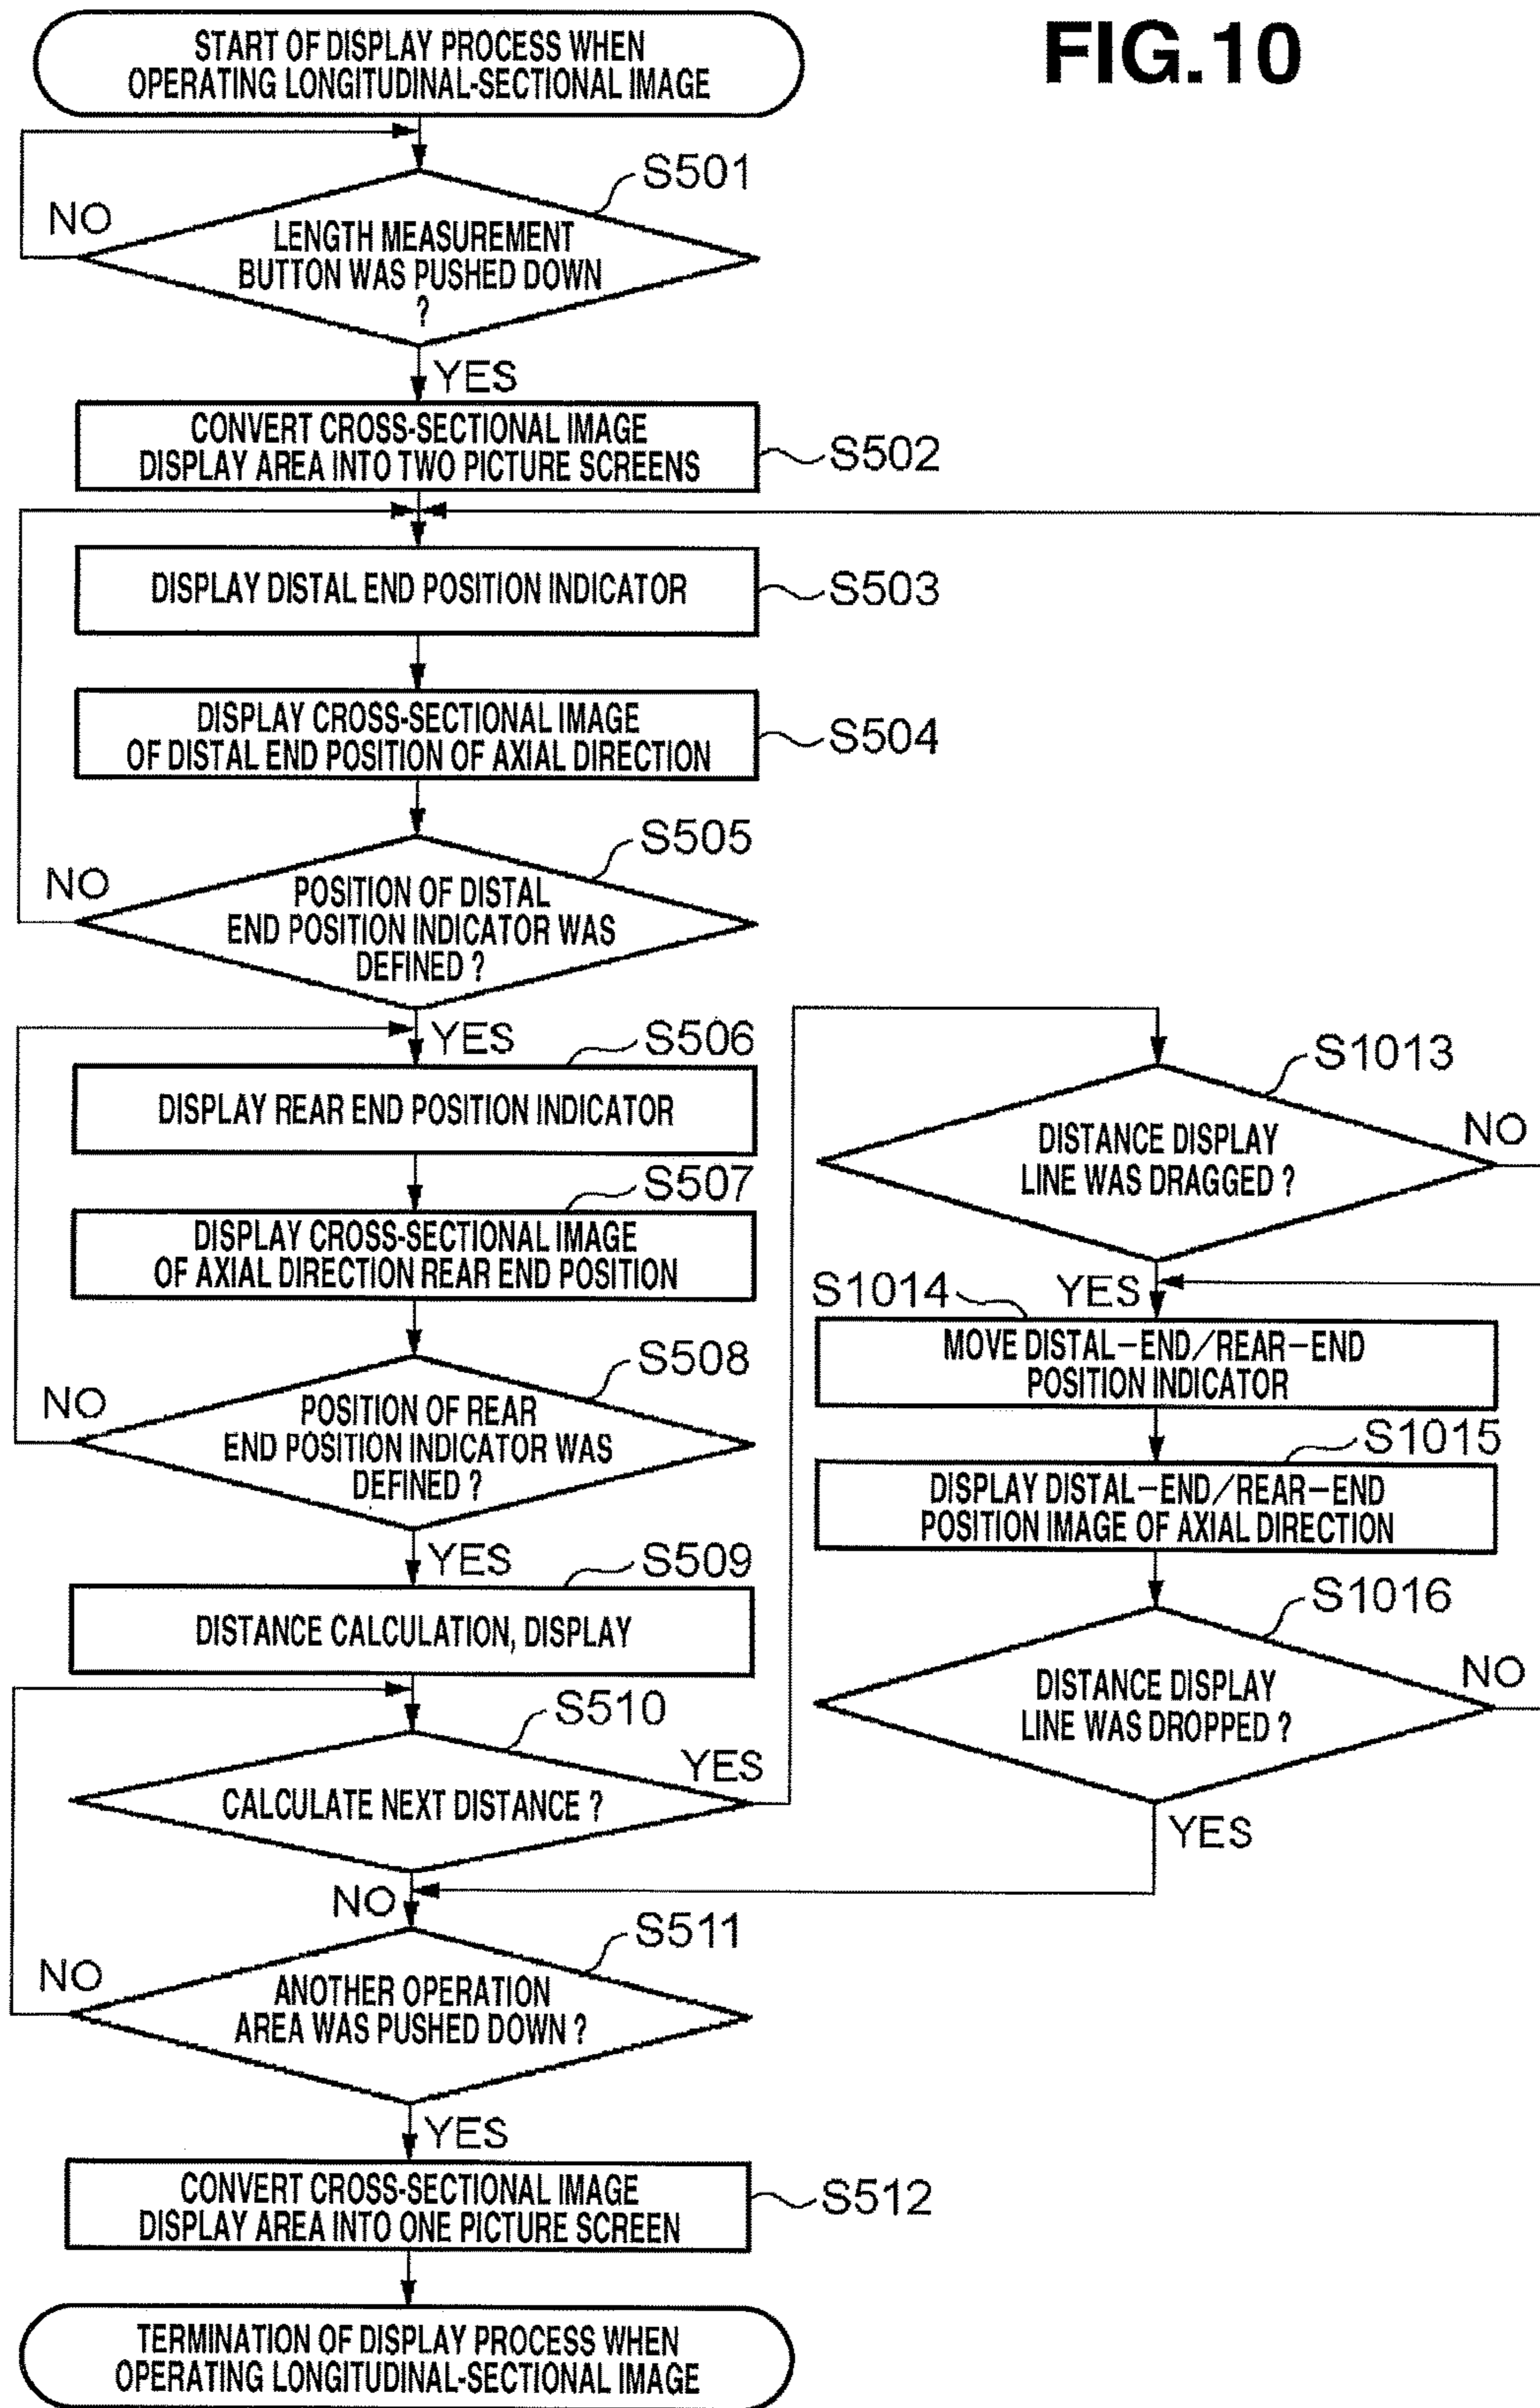 FIG.10
START OF DISPLAY PROCESS WHEN
OPERATING LONGITUDINAL-SECTIONAL IMAGE
S501
NO
LENGTH MEASUREMENT
BUTTON WAS PUSHED DOWN
?
YES
CONVERT CROSS-SECTIONAL IMAGE
DISPLAY AREA INTO TWO PICTURE SCREENS
S502
DISPLAY DISTAL END POSITION INDICATOR
S503
DISPLAY CROSS-SECTIONAL IMAGE
OF DISTAL END POSITION OF AXIAL DIRECTION
S504
S505
NO
POSITION OF DISTAL
END POSITION INDICATOR WAS
DEFINED ?
YES
S506
DISPLAY REAR END POSITION INDICATOR
S507
DISPLAY CROSS-SECTIONAL IMAGE
OF AXIAL DIRECTION REAR END POSITION
S508
NO
POSITION OF REAR
END POSITION INDICATOR WAS
DEFINED ?
YES
S509
DISTANCE CALCULATION, DISPLAY
S510
YES
CALCULATE NEXT DISTANCE ?
NO
S511
NO
ANOTHER OPERATION
AREA WAS PUSHED DOWN ?
YES
CONVERT CROSS-SECTIONAL IMAGE
DISPLAY AREA INTO ONE PICTURE SCREEN
S512
TERMINATION OF DISPLAY PROCESS WHEN
OPERATING LONGITUDINAL-SECTIONAL IMAGE
S1013
NO
DISTANCE DISPLAY
LINE WAS DRAGGED ?
YES
S1014
MOVE DISTAL-END/REAR-END
POSITION INDICATOR
S1015
DISPLAY DISTAL-END/REAR-END
POSITION IMAGE OF AXIAL DIRECTION
S1016
NO
DISTANCE DISPLAY
LINE WAS DROPPED ?
YES